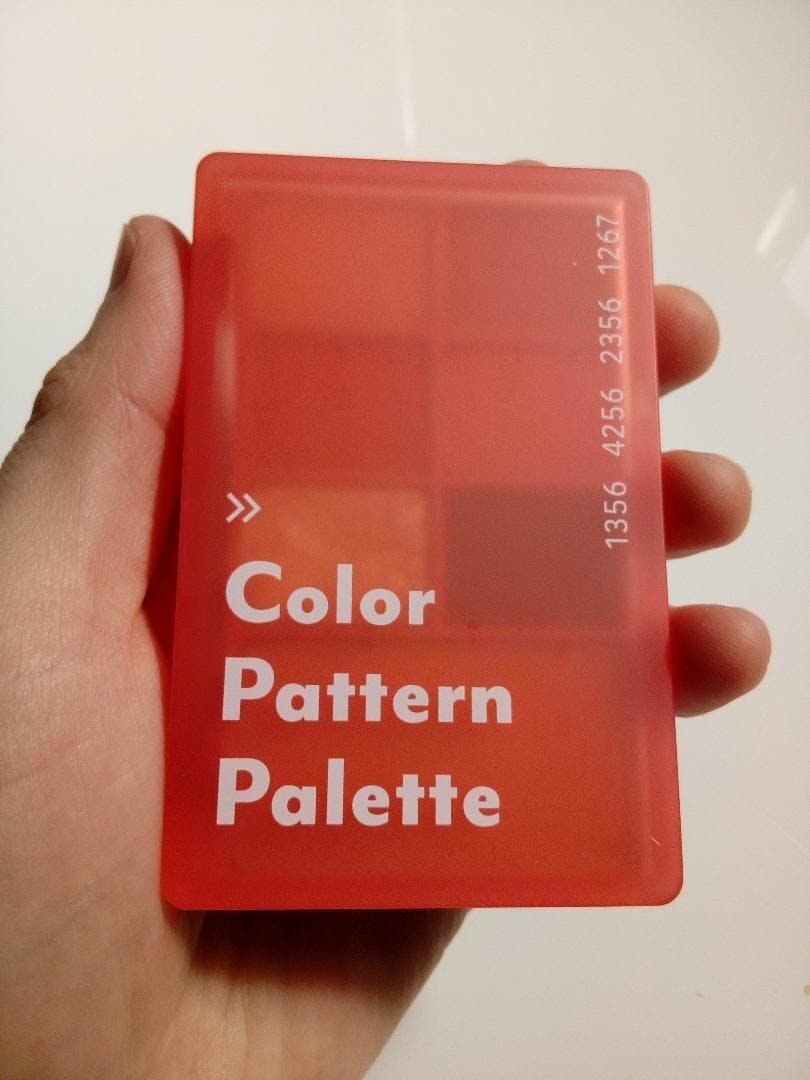 1356 4256 2356 1267
»
Color
Pattern
Palette